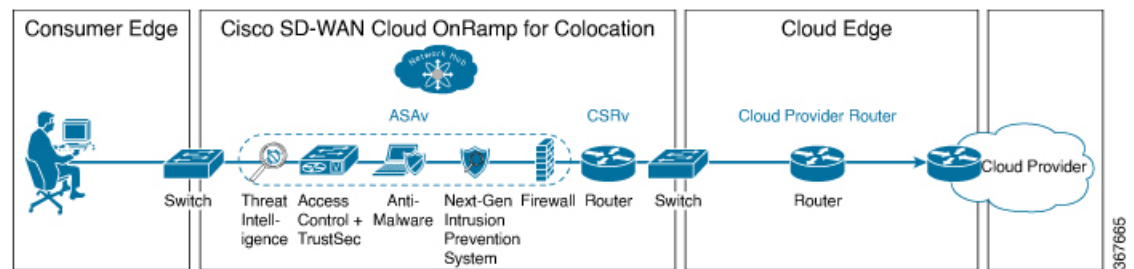 Consumer Edge
Cisco SD-WAN Cloud OnRamp for Colocation
Cloud Edge
Network Hub
ASAv
CSRv
Cloud Provider Router
Cloud Provider
Switch
Threat
Intell-
igence
Access
Control +
TrustSec
Anti-
Malware
Next-Gen
Intrusion
Prevention
System
Firewall
Router
Switch
Router
367665